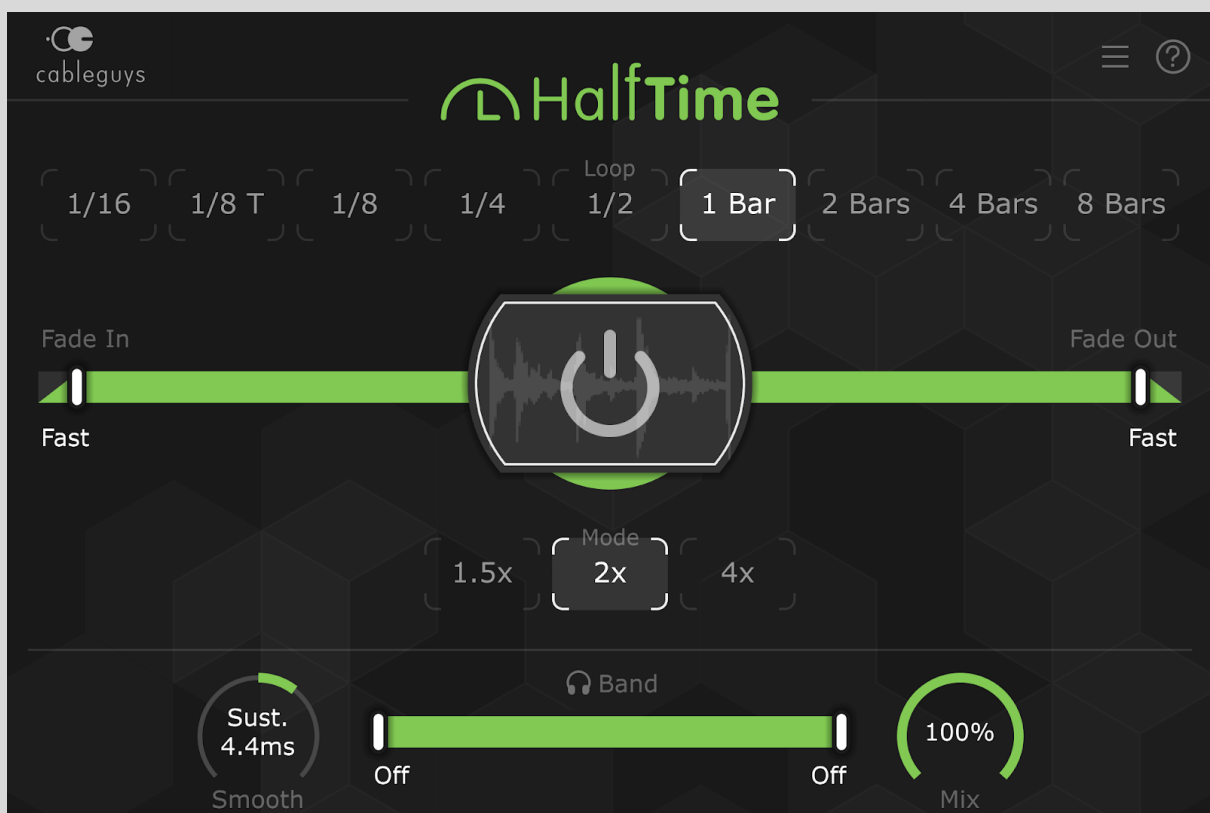 cableguys
HalfTime
?
Loop
1/16 1/8 T 1/8 1/4 1/2 1 Bar 2 Bars 4 Bars 8 Bars
Fade In
Fade Out
Fast
Fast
Mode
1.5x 2x 4x
Band
Sust.
4.4ms
100%
Off
Off
Smooth
Mix